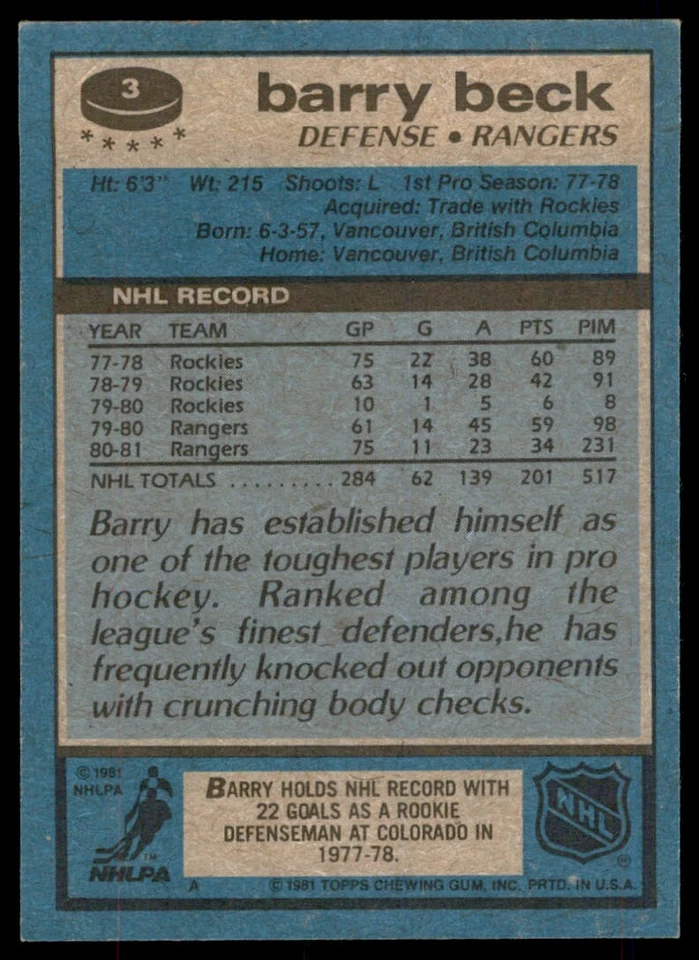 3
barry beck
DEFENSE • RANGERS
Ht: 6'3" Wt: 215 Shoots: L 1st Pro Season: 77-78
Acquired: Trade with Rockies
Born: 6-3-57, Vancouver, British Columbia
Home: Vancouver, British Columbia
NHL RECORD
YEAR TEAM GP G A PTS PIM
77-78 Rockies 75 22 38 60 89
78-79 Rockies 63 14 28 42 91
79-80 Rockies 10 1 5 6 8
79-80 Rangers 61 14 45 59 98
80-81 Rangers 75 11 23 34 231
NHL TOTALS ......... 284 62 139 201 517
Barry has established himself as
one of the toughest players in pro
hockey. Ranked among the
league's finest defenders,he has
frequently knocked out opponents
with crunching body checks.
© 1981
NHLPA
TM
NHLPA
BARRY HOLDS NHL RECORD WITH
22 GOALS AS A ROOKIE
DEFENSEMAN AT COLORADO IN
1977-78.
NHL
®
A © 1981 TOPPS CHEWING GUM, INC. PRTD. IN U.S.A.